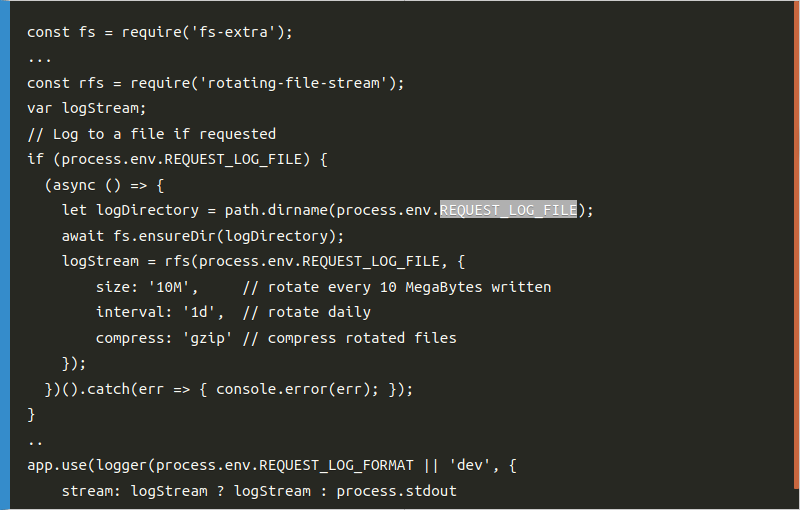 const fs = require('fs-extra');
...
const rfs = require('rotating-file-stream');
var logStream;
// Log to a file if requested
if (process.env.REQUEST_LOG_FILE) {
  (async () => {
    let logDirectory = path.dirname(process.env.REQUEST_LOG_FILE);
    await fs.ensureDir(logDirectory);
    logStream = rfs(process.env.REQUEST_LOG_FILE, {
        size: '10M',     // rotate every 10 MegaBytes written
        interval: '1d',  // rotate daily
        compress: 'gzip' // compress rotated files
    });
  })().catch(err => { console.error(err); });
}
..
app.use(logger(process.env.REQUEST_LOG_FORMAT || 'dev', {
    stream: logStream ? logStream : process.stdout